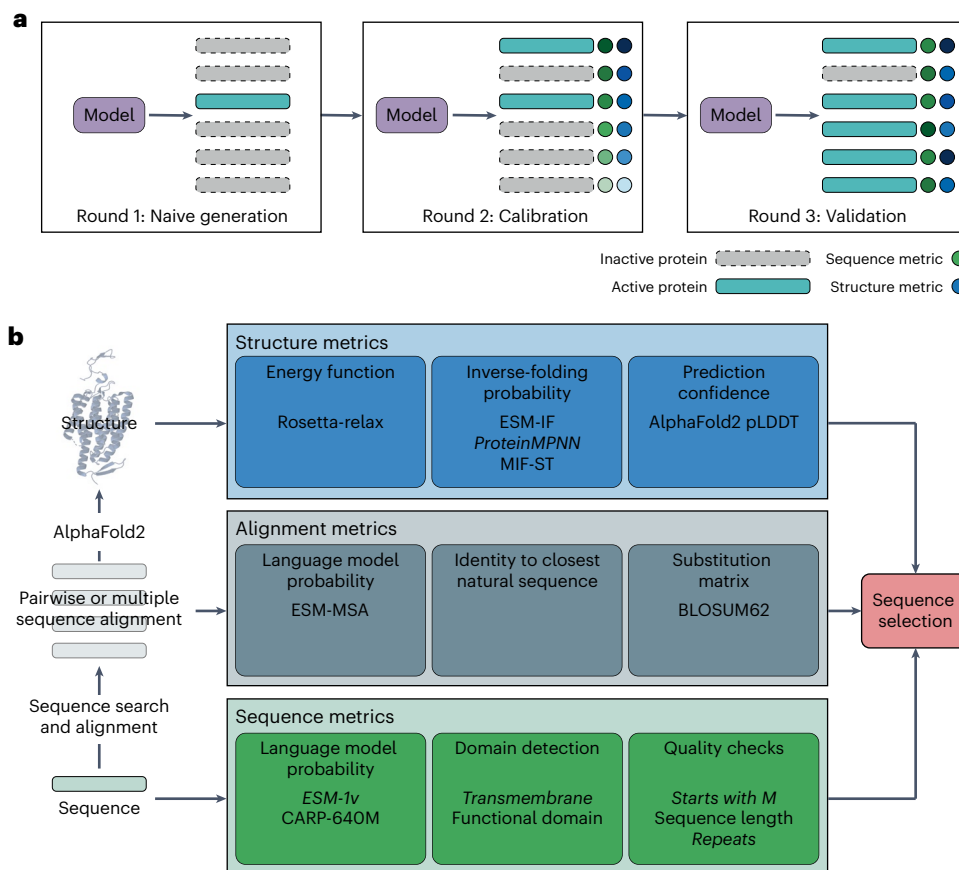 a
Model
Round 1: Naive generation
Model
Round 2: Calibration
Model
Round 3: Validation
Inactive protein
Sequence metric
Active protein
Structure metric
b
Structure
AlphaFold2
Pairwise or multiple
sequence alignment
Sequence search
and alignment
Sequence
Structure metrics
Energy function
Rosetta-relax
Inverse-folding
probability
ESM-IF
ProteinMPNN
MIF-ST
Prediction
confidence
AlphaFold2 pLDDT
Alignment metrics
Language model
probability
ESM-MSA
Identity to closest
natural sequence
Substitution
matrix
BLOSUM62
Sequence metrics
Language model
probability
ESM-1v
CARP-640M
Domain detection
Transmembrane
Functional domain
Quality checks
Starts with M
Sequence length
Repeats
Sequence
selection